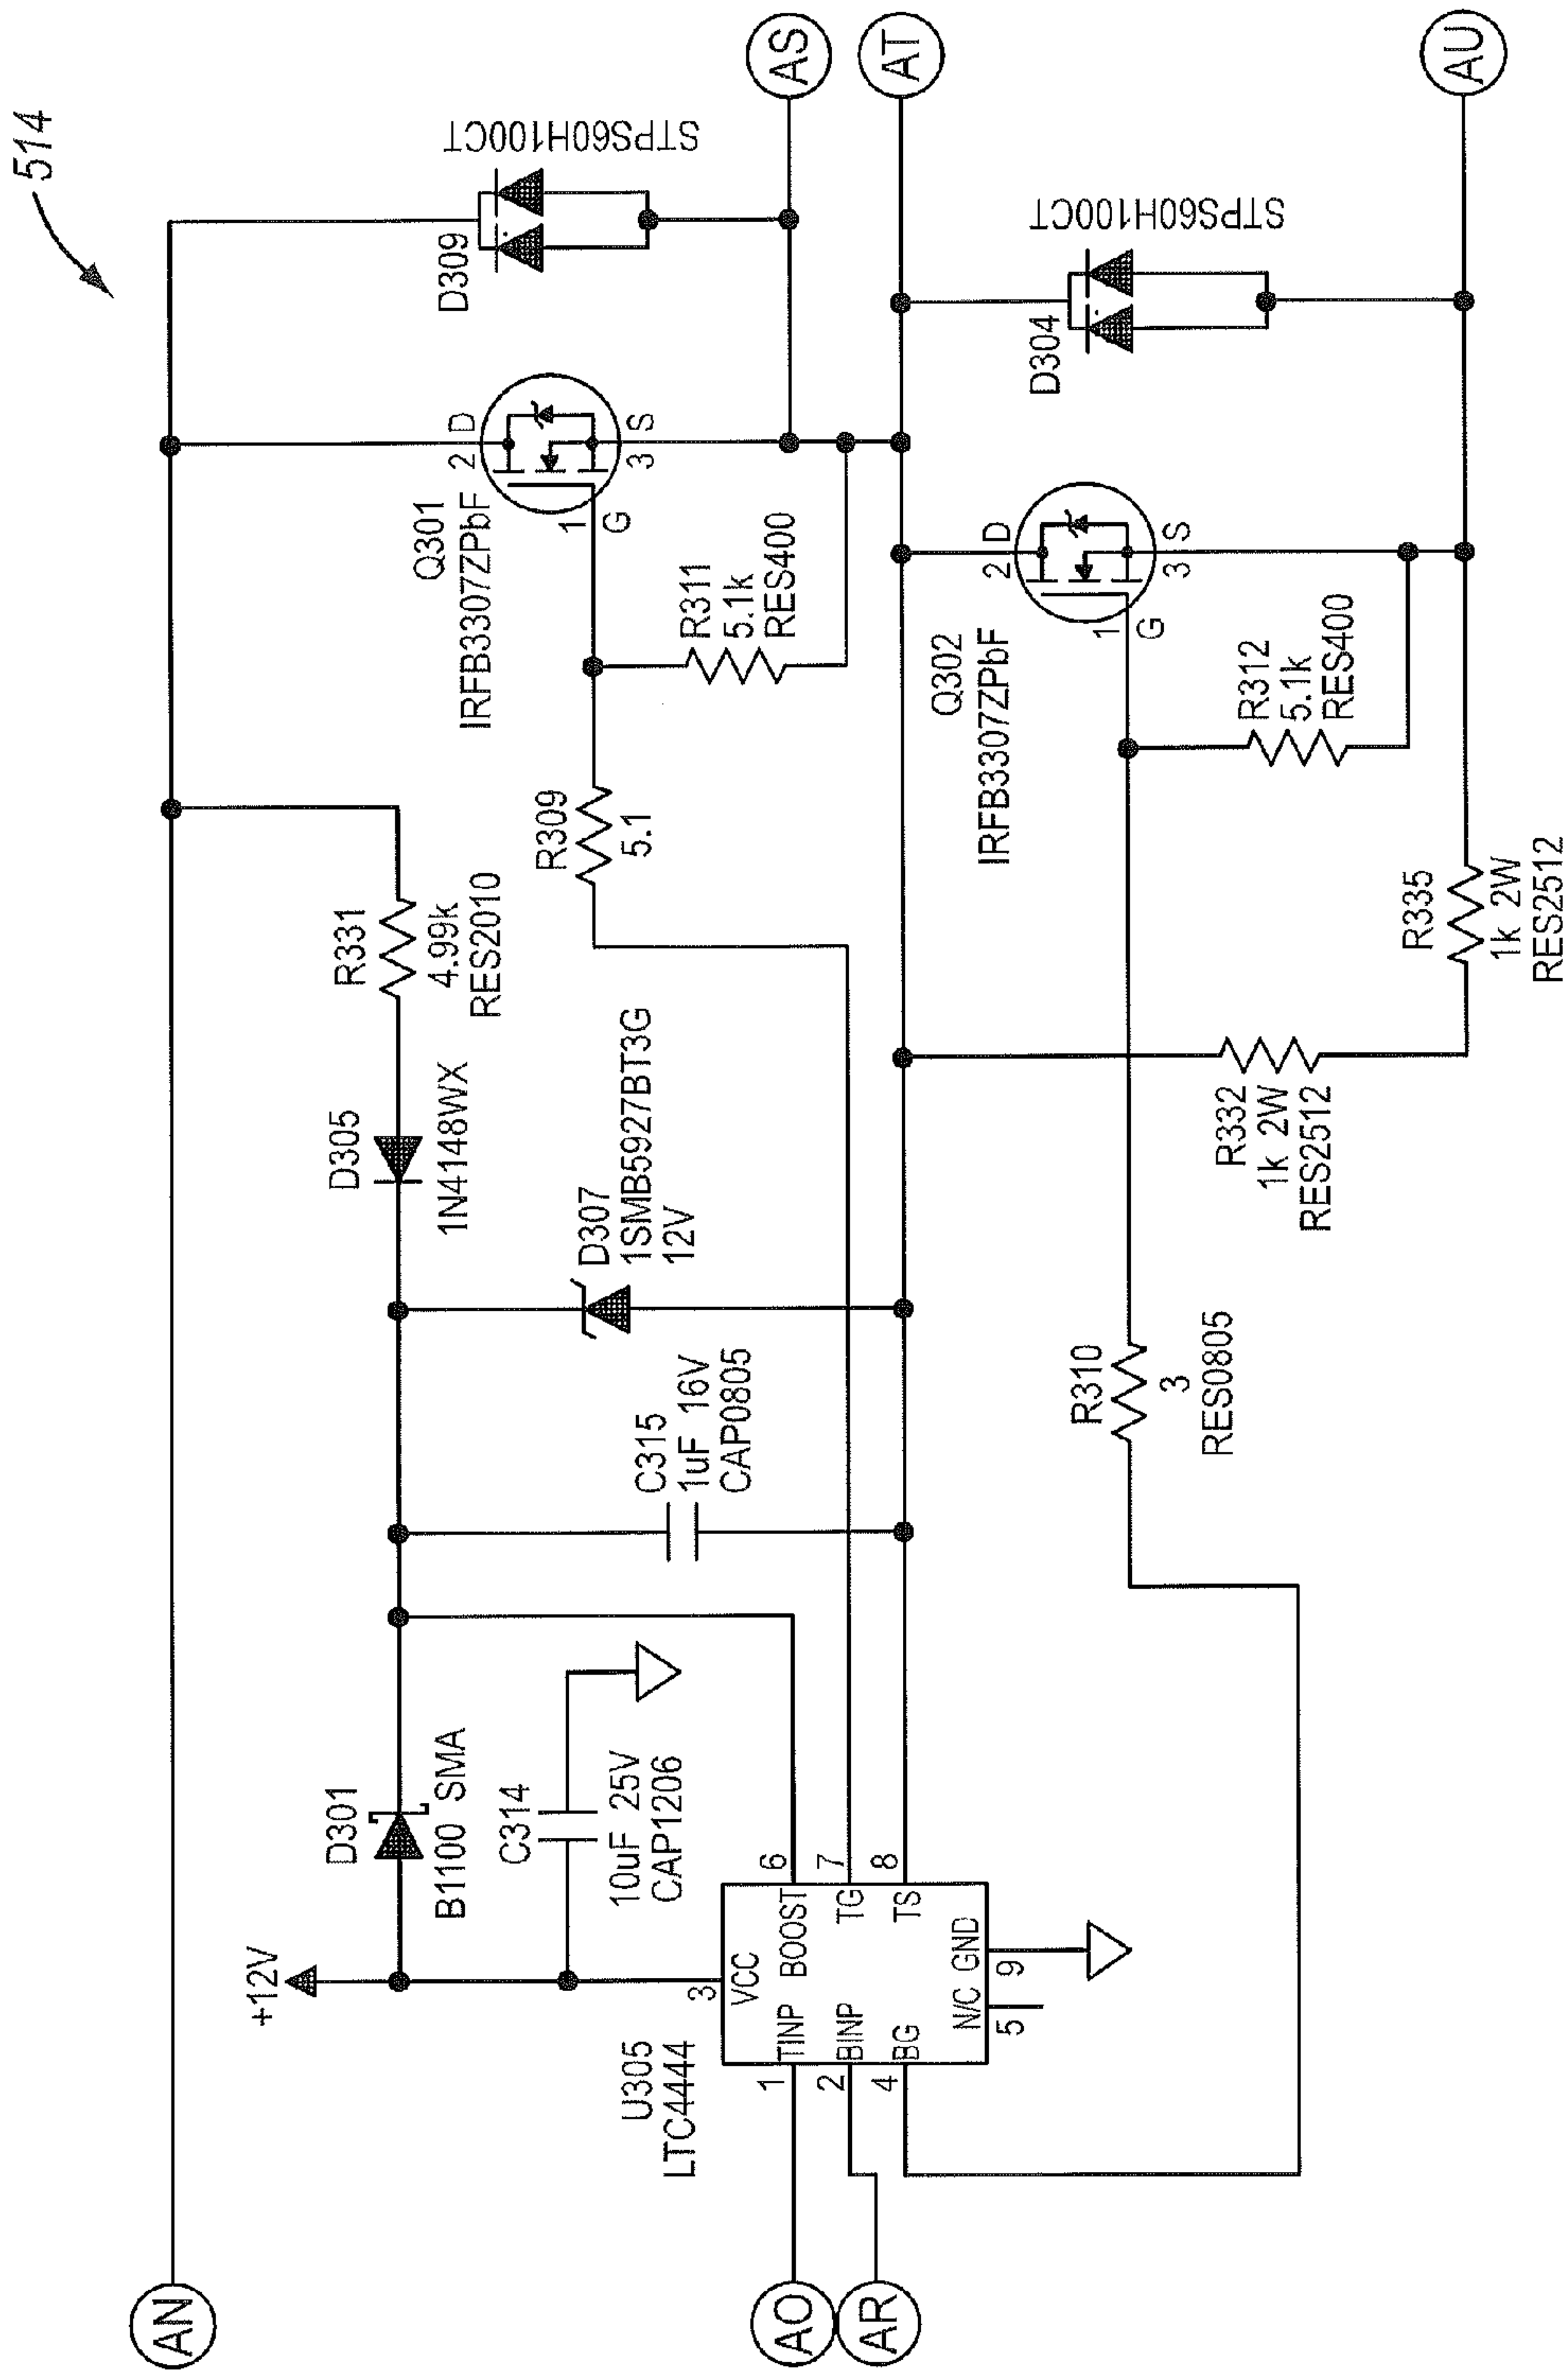 514
AN
AS
AT
AU
AO
AR
+12V
D301
B1100 SMA
C314
10uF 25V
CAP1206
U305
LTC4444
3
VCC
1
TINP
BOOST
6
2
BINP
TG
7
4
BG
TS
8
N/C
GND
5
9
C315
1uF 16V
CAP0805
D307
1SMB5927BT3G
12V
D305
1N4148WX
R331
4.99k
RES2010
R309
5.1
R311
5.1k
RES400
Q301
IRFB3307ZPbF
2
D
1
G
3
S
D309
STPS60H100CT
Q302
IRFB3307ZPbF
2
D
1
G
3
S
D304
STPS60H100CT
R312
5.1k
RES400
R310
3
RES0805
R332
1k 2W
RES2512
R335
1k 2W
RES2512